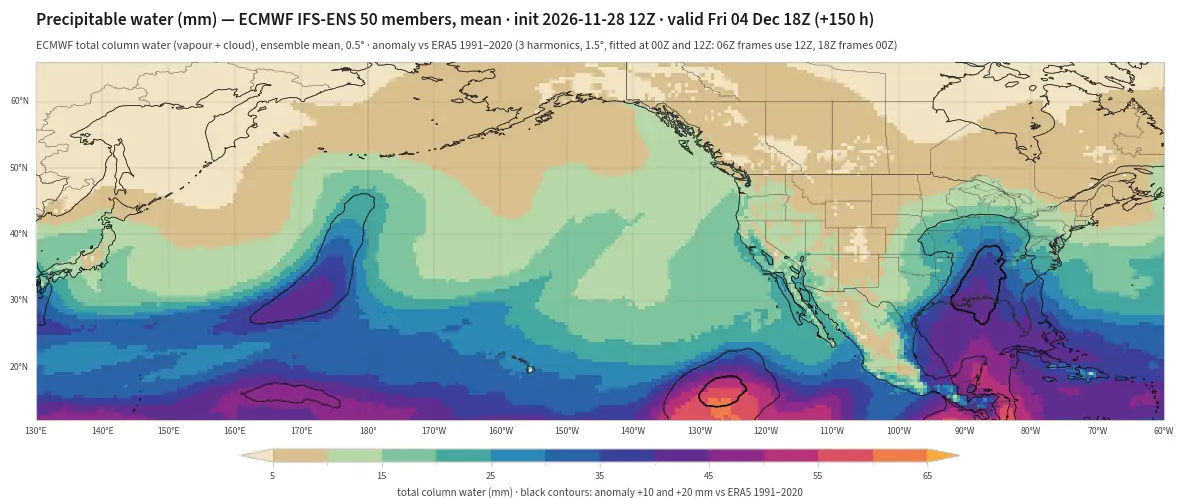 Precipitable water (mm) — ECMWF IFS-ENS 50 members, mean · init 2026-11-28 12Z · valid Fri 04 Dec 18Z (+150 h)
ECMWF total column water (vapour + cloud), ensemble mean, 0.5° · anomaly vs ERA5 1991–2020 (3 harmonics, 1.5°, fitted at 00Z and 12Z: 06Z frames use 12Z, 18Z frames 00Z)
60°N
50°N
40°N
30°N
20°N
130°E 140°E 150°E 160°E 170°E 180° 170°W 160°W 150°W 140°W 130°W 120°W 110°W 100°W 90°W 80°W 70°W 60°W
5 15 25 35 45 55 65
total column water (mm) · black contours: anomaly +10 and +20 mm vs ERA5 1991–2020